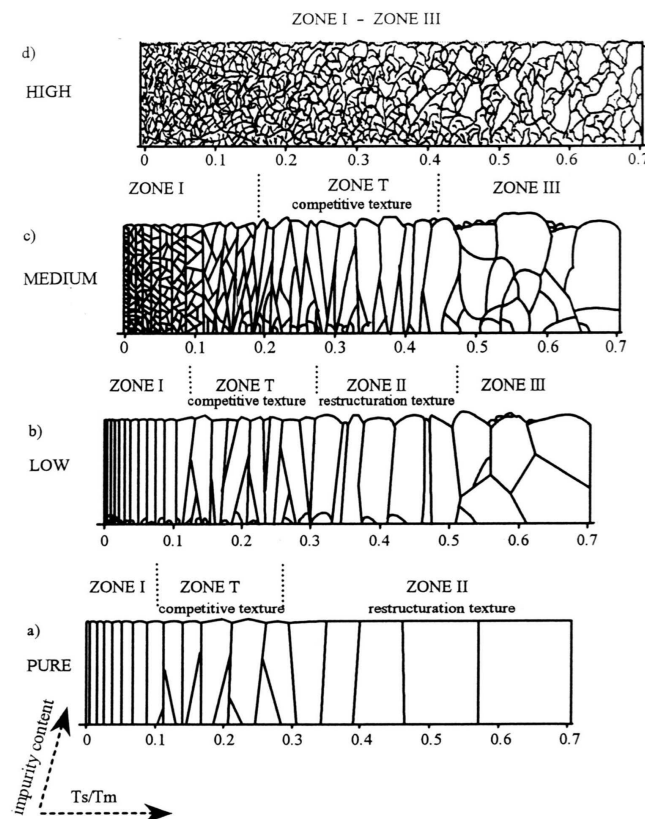 ZONE I - ZONE III
d)
HIGH
0 0.1 0.2 0.3 0.4 0.5 0.6 0.7
ZONE I ZONE T ZONE III
competitive texture
c)
MEDIUM
0 0.1 0.2 0.3 0.4 0.5 0.6 0.7
ZONE I ZONE T ZONE II ZONE III
competitive texture restructuration texture
b)
LOW
0 0.1 0.2 0.3 0.4 0.5 0.6 0.7
ZONE I ZONE T ZONE II
competitive texture restructuration texture
a)
PURE
0 0.1 0.2 0.3 0.4 0.5 0.6 0.7
impurity content
Ts/Tm